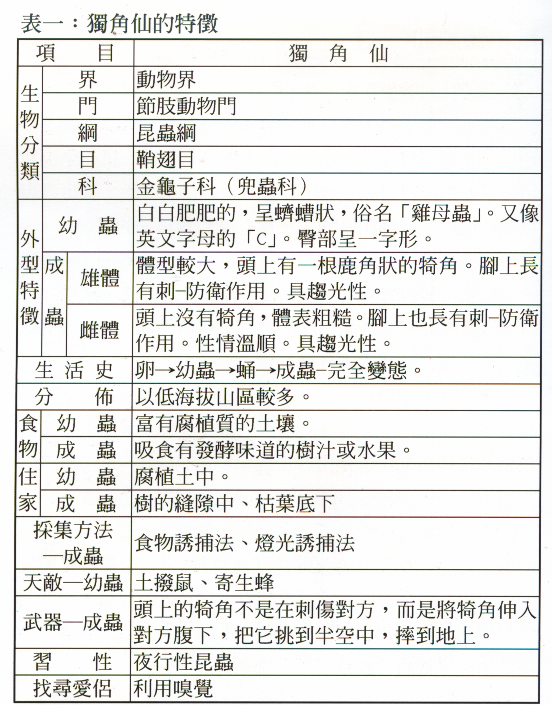 表一：獨角仙的特徵
項 目 獨 角 仙
生物分類 界 動物界
門 節肢動物門
綱 昆蟲綱
目 鞘翅目
科 金龜子科（兜蟲科）
外型特徵 幼 蟲 白白肥肥的，呈蠐螬狀，俗名「雞母蟲」。又像
英文字母的「C」。臀部呈一字形。
成蟲 雄體 體型較大，頭上有一根鹿角狀的犄角。腳上長
有刺–防衛作用。具趨光性。
雌體 頭上沒有犄角，體表粗糙。腳上也長有刺–防衛
作用。性情溫順。具趨光性。
生 活 史 卵→幼蟲→蛹→成蟲–完全變態。
分 佈 以低海拔山區較多。
食物 幼 蟲 富有腐植質的土壤。
成 蟲 吸食有發酵味道的樹汁或水果。
住家 幼 蟲 腐植土中。
成 蟲 樹的縫隙中、枯葉底下
採集方法
—成蟲 食物誘捕法、燈光誘捕法
天敵—幼蟲 土撥鼠、寄生蜂
武器—成蟲 頭上的犄角不是在刺傷對方，而是將犄角伸入
對方腹下，把它挑到半空中，摔到地上。
習 性 夜行性昆蟲
找尋愛侶 利用嗅覺